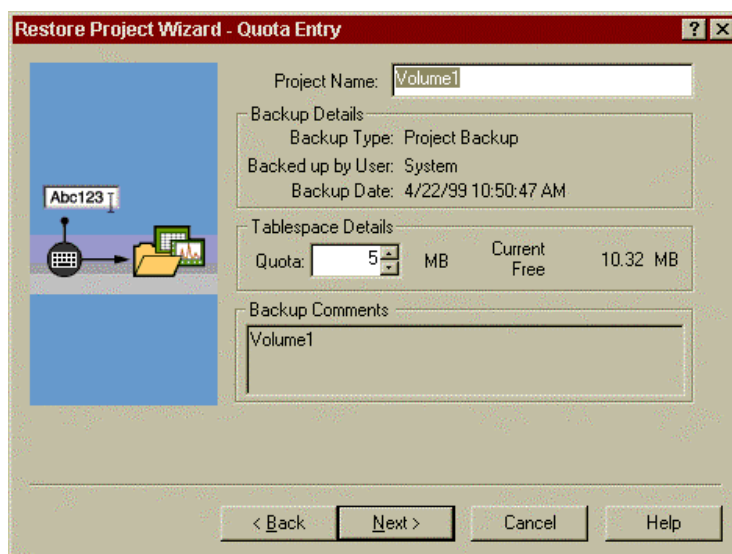 Restore Project Wizard - Quota Entry
Project Name: Volume1
Abc123
Backup Details
Backup Type: Project Backup
Backed up by User: System
Backup Date: 4/22/99 10:50:47 AM
Tablespace Details
Quota: 5 MB Current Free 10.32 MB
Backup Comments
Volume1
< Back Next > Cancel Help